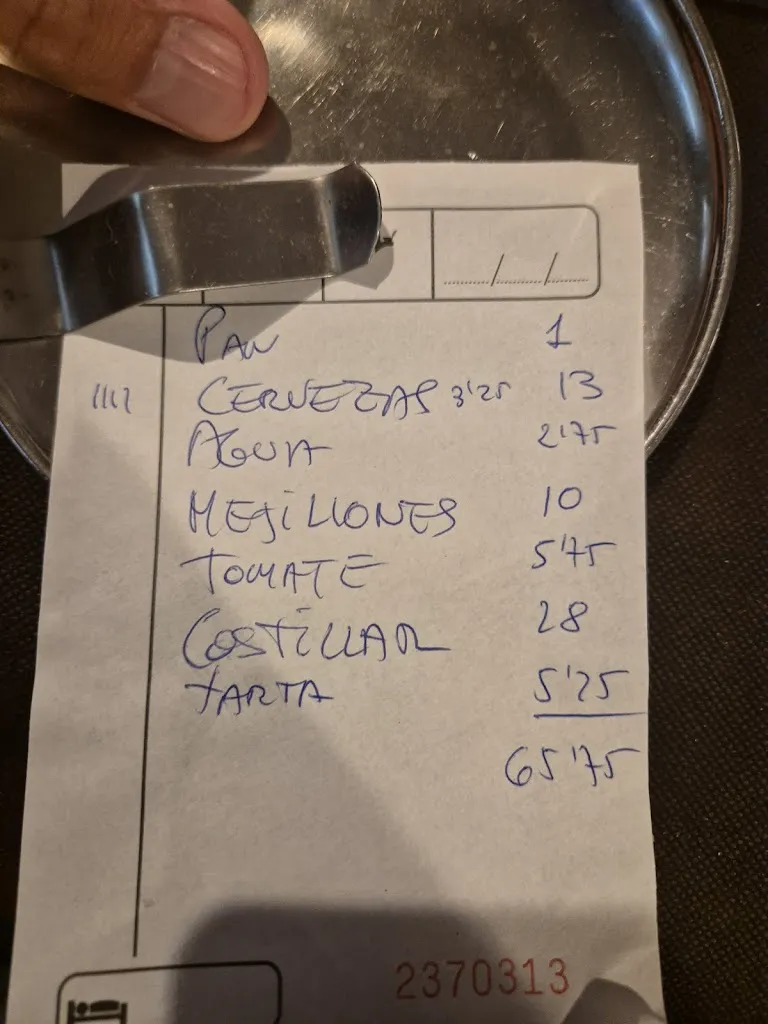 ...../...../.....
PAN 1
1111 CERVEZAS 3'25 13
AGUA 2'75
MEJILLONES 10
TOMATE 5'75
COSTILLAR 28
TARTA 5'25
65'75
2370313